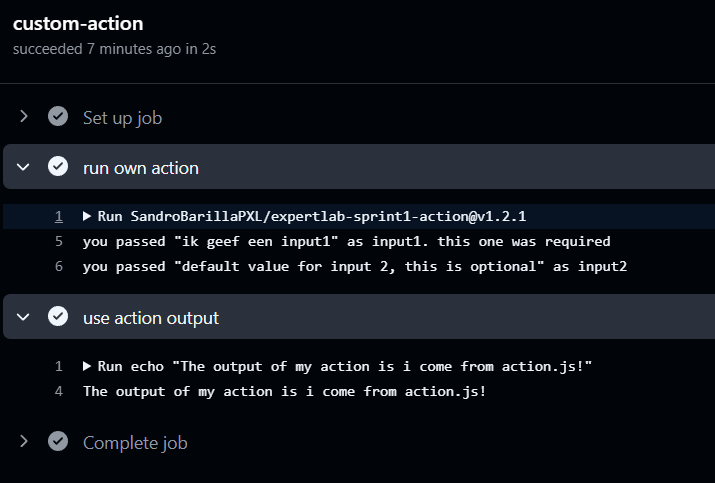 custom-action
succeeded 7 minutes ago in 2s
Set up job
run own action
1 Run SandroBarillaPXL/expertlab-sprint1-action@v1.2.1
5 you passed "ik geef een input1" as input1. this one was required
6 you passed "default value for input 2, this is optional" as input2
use action output
1 Run echo "The output of my action is i come from action.js!"
4 The output of my action is i come from action.js!
Complete job